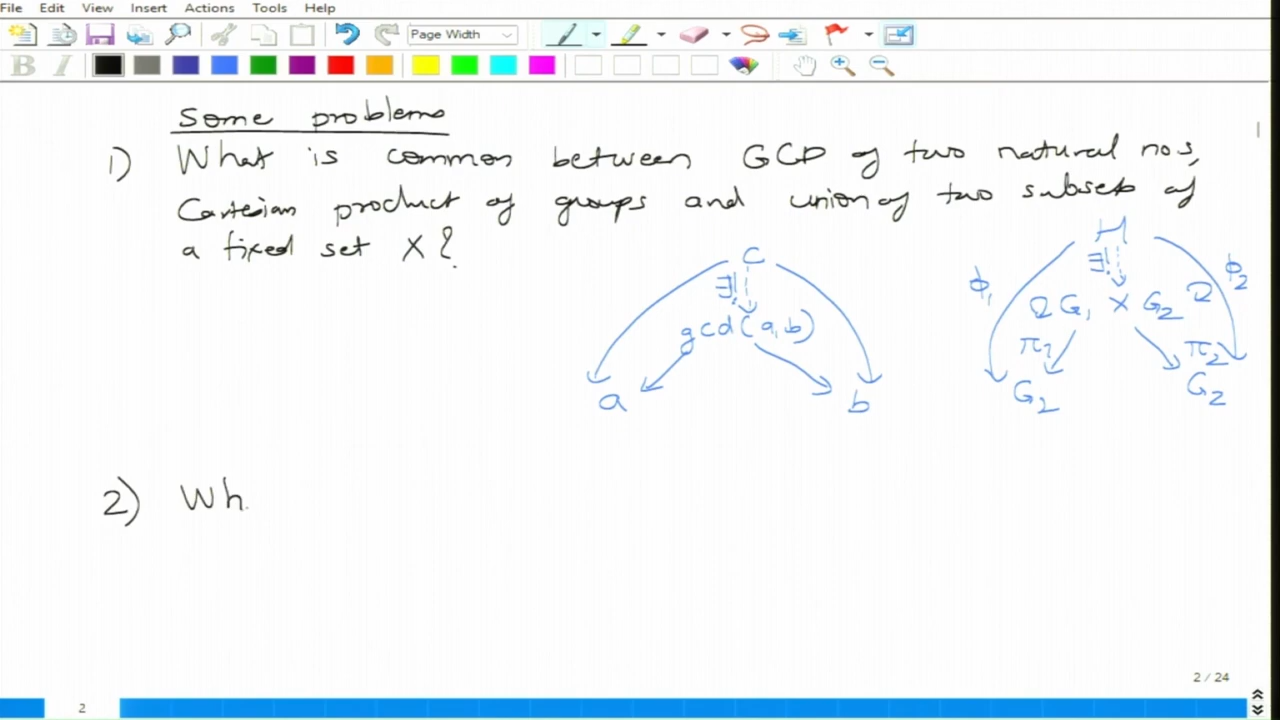 File Edit View Insert Actions Tools Help
Page Width
B I
Some problems
1) What is common between GCD of two natural nos,
Cartesian product of groups and union of two subsets of
a fixed set X?
C
∃!
gcd(a,b)
a b
H
∃!
ϕ1 ϕ2
G1 × G2
π1 π2
G2 G2
2) Wh
2 / 24
2